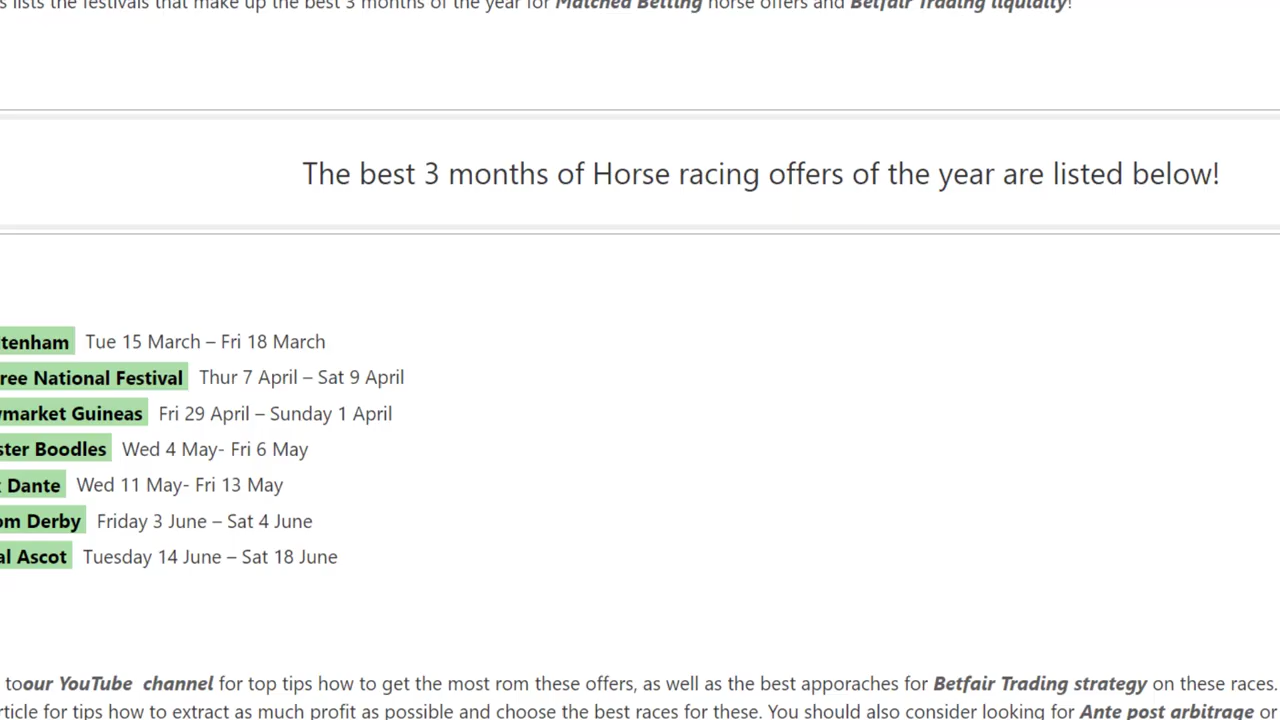 s lists the festivals that make up the best 3 months of the year for Matched Betting horse offers and Betfair Trading liquidity!
The best 3 months of Horse racing offers of the year are listed below!
tenham Tue 15 March – Fri 18 March
ree National Festival Thur 7 April – Sat 9 April
market Guineas Fri 29 April – Sunday 1 April
ster Boodles Wed 4 May- Fri 6 May
Dante Wed 11 May- Fri 13 May
om Derby Friday 3 June – Sat 4 June
al Ascot Tuesday 14 June – Sat 18 June
toour YouTube channel for top tips how to get the most rom these offers, as well as the best apporaches for Betfair Trading strategy on these races.
rticle for tips how to extract as much profit as possible and choose the best races for these. You should also consider looking for Ante post arbitrage or